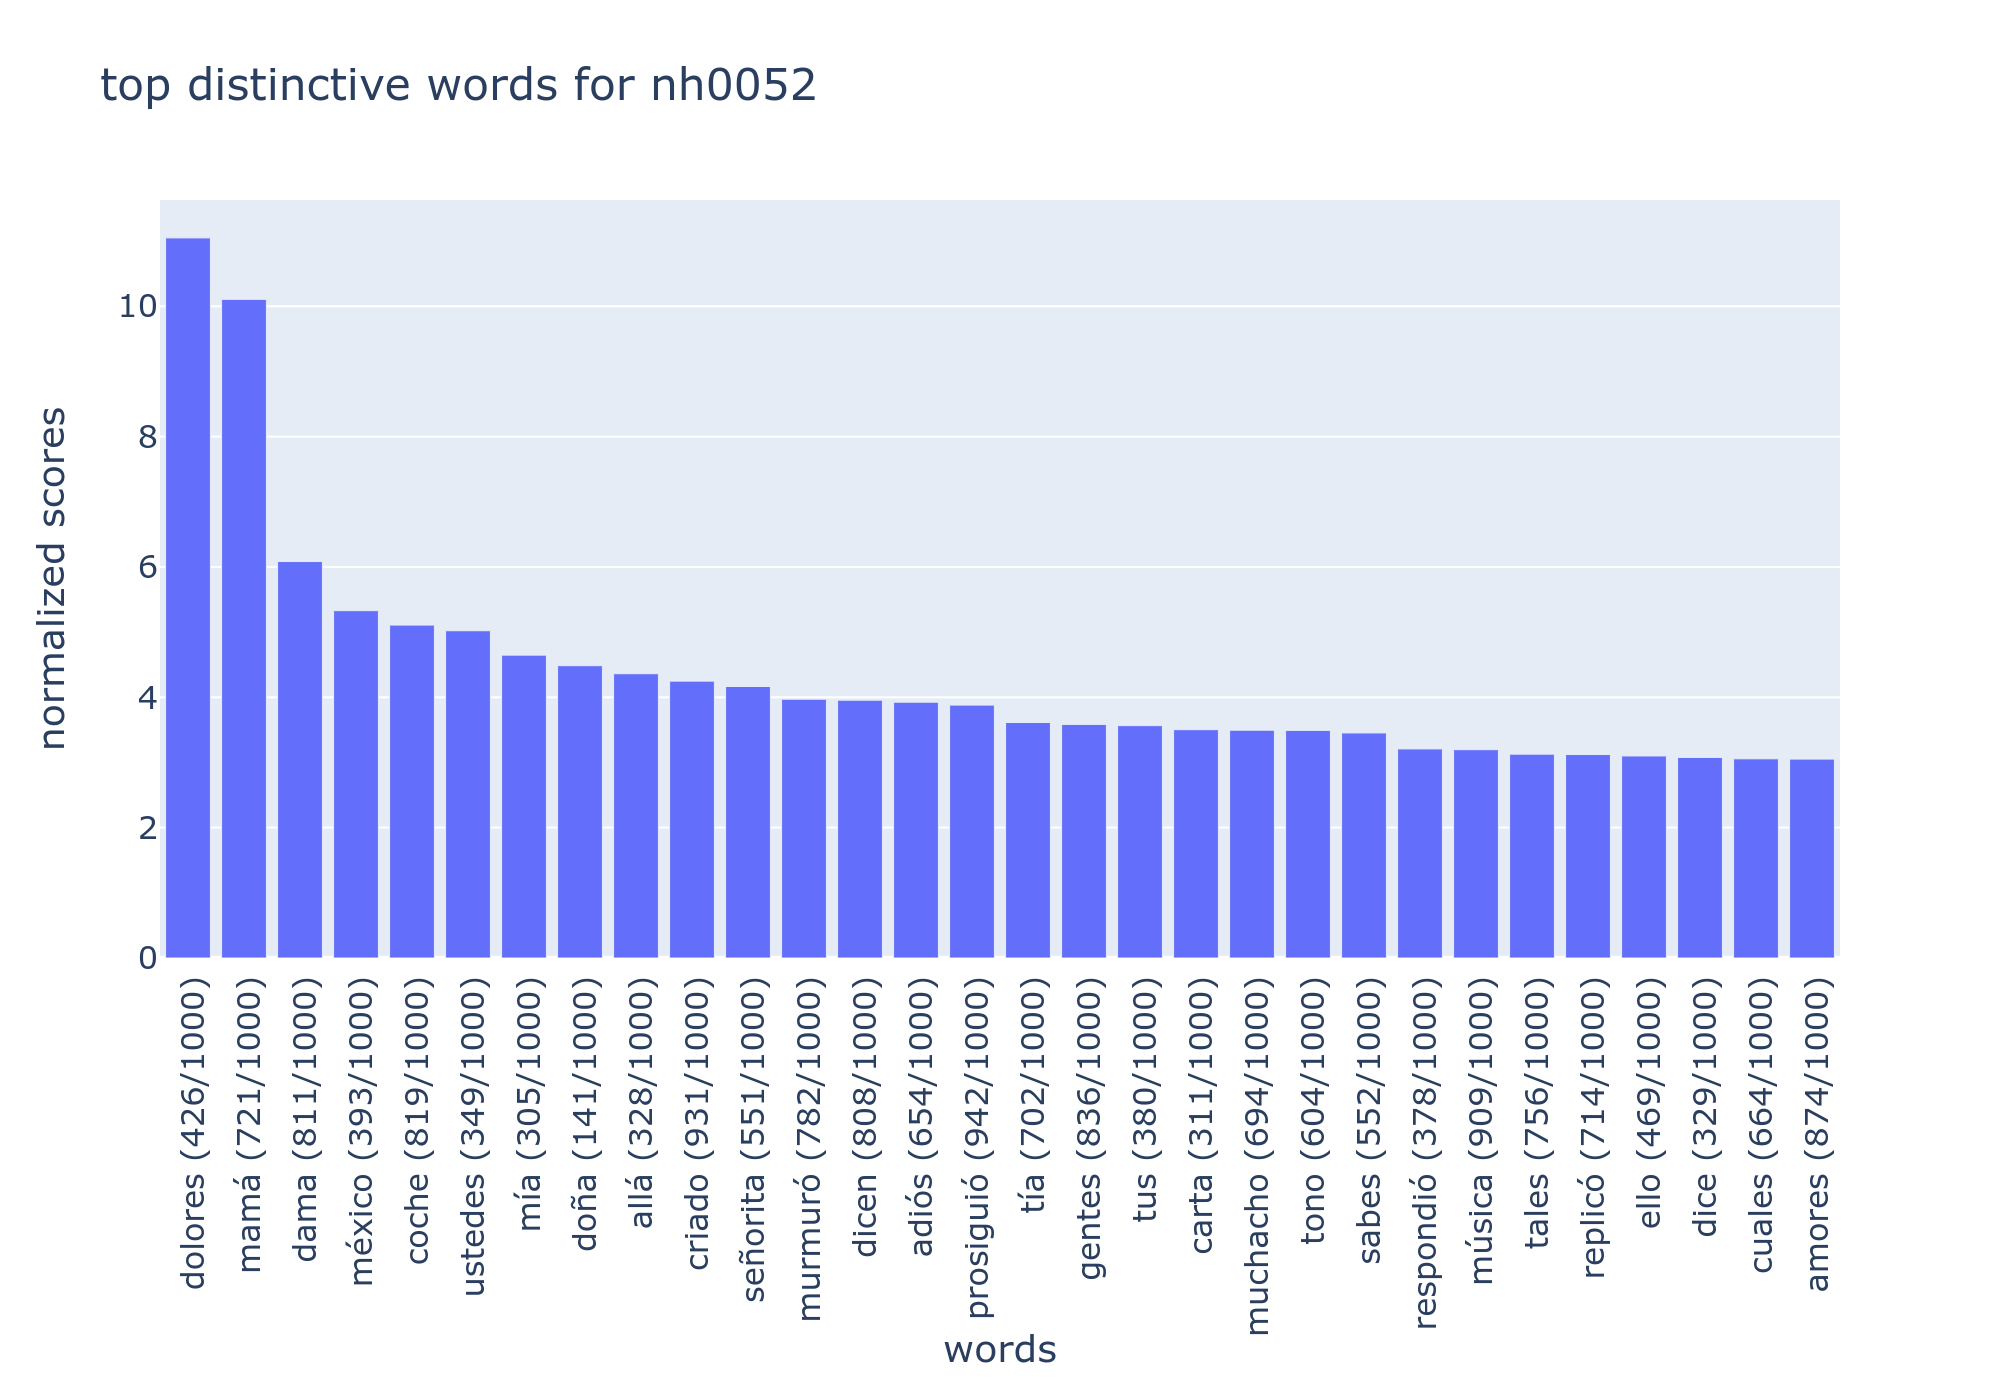 top distinctive words for nh0052
normalized scores
10
8
6
4
2
0
dolores (426/1000)
mamá (721/1000)
dama (811/1000)
méxico (393/1000)
coche (819/1000)
ustedes (349/1000)
mía (305/1000)
doña (141/1000)
allá (328/1000)
criado (931/1000)
señorita (551/1000)
murmuró (782/1000)
dicen (808/1000)
adiós (654/1000)
prosiguió (942/1000)
tía (702/1000)
gentes (836/1000)
tus (380/1000)
carta (311/1000)
muchacho (694/1000)
tono (604/1000)
sabes (552/1000)
respondió (378/1000)
música (909/1000)
tales (756/1000)
replicó (714/1000)
ello (469/1000)
dice (329/1000)
cuales (664/1000)
amores (874/1000)
words